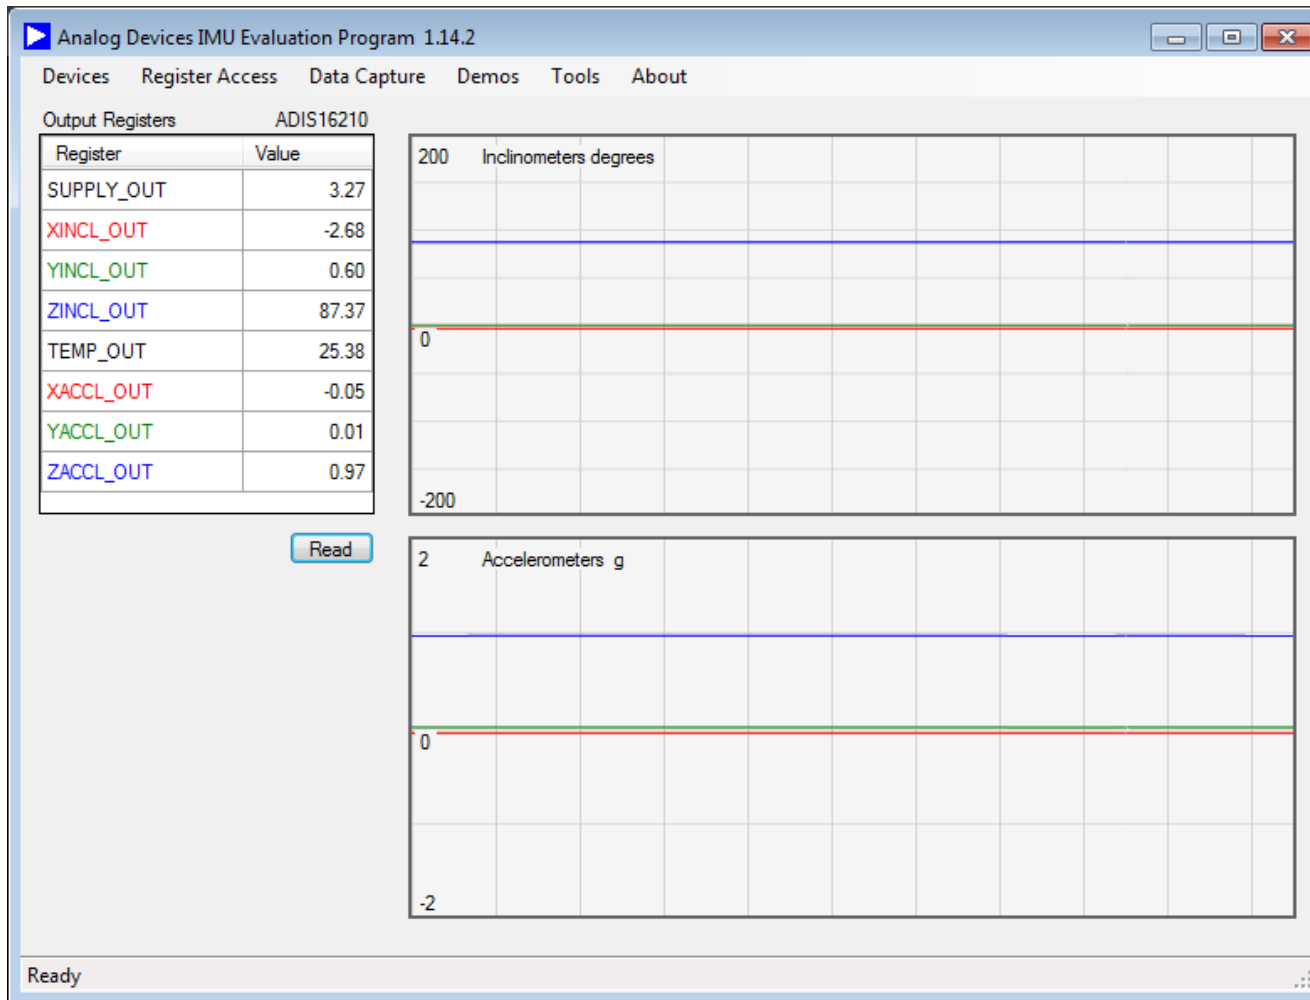 Analog Devices IMU Evaluation Program 1.14.2
Devices Register Access Data Capture Demos Tools About
Output Registers ADIS16210
Register Value
SUPPLY_OUT 3.27
XINCL_OUT -2.68
YINCL_OUT 0.60
ZINCL_OUT 87.37
TEMP_OUT 25.38
XACCL_OUT -0.05
YACCL_OUT 0.01
ZACCL_OUT 0.97
Read
200 Inclinometers degrees
0
-200
2 Accelerometers g
0
-2
Ready